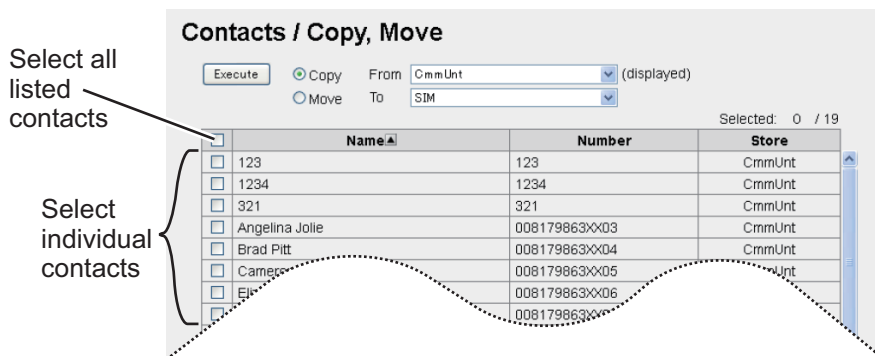 Contacts / Copy, Move
Select all
listed
contacts
Execute Copy From CmmUnt (displayed)
Move To SIM
Selected: 0 / 19
Name Number Store
123 123 CmmUnt
1234 1234 CmmUnt
321 321 CmmUnt
Select
individual
contacts
Angelina Jolie 008179863XX03 CmmUnt
Brad Pitt 008179863XX04 CmmUnt
008179863XX05
008179863XX06